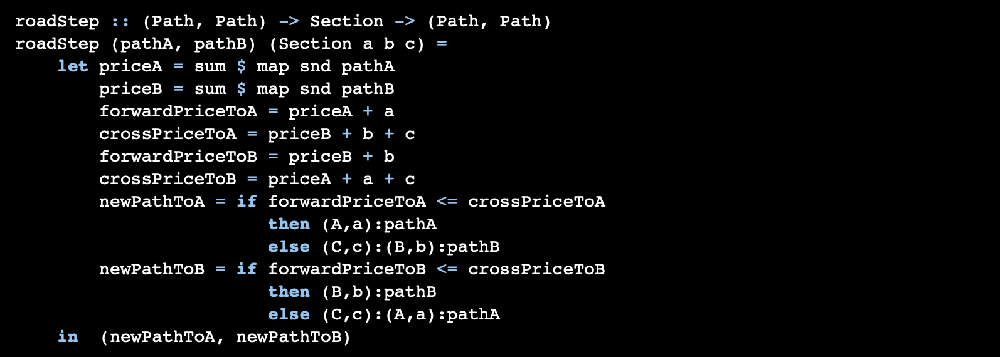 roadStep :: (Path, Path) -> Section -> (Path, Path)
roadStep (pathA, pathB) (Section a b c) =
    let priceA = sum $ map snd pathA
        priceB = sum $ map snd pathB
        forwardPriceToA = priceA + a
        crossPriceToA = priceB + b + c
        forwardPriceToB = priceB + b
        crossPriceToB = priceA + a + c
        newPathToA = if forwardPriceToA <= crossPriceToA
                        then (A,a):pathA
                        else (C,c):(B,b):pathB
        newPathToB = if forwardPriceToB <= crossPriceToB
                        then (B,b):pathB
                        else (C,c):(A,a):pathA
    in  (newPathToA, newPathToB)